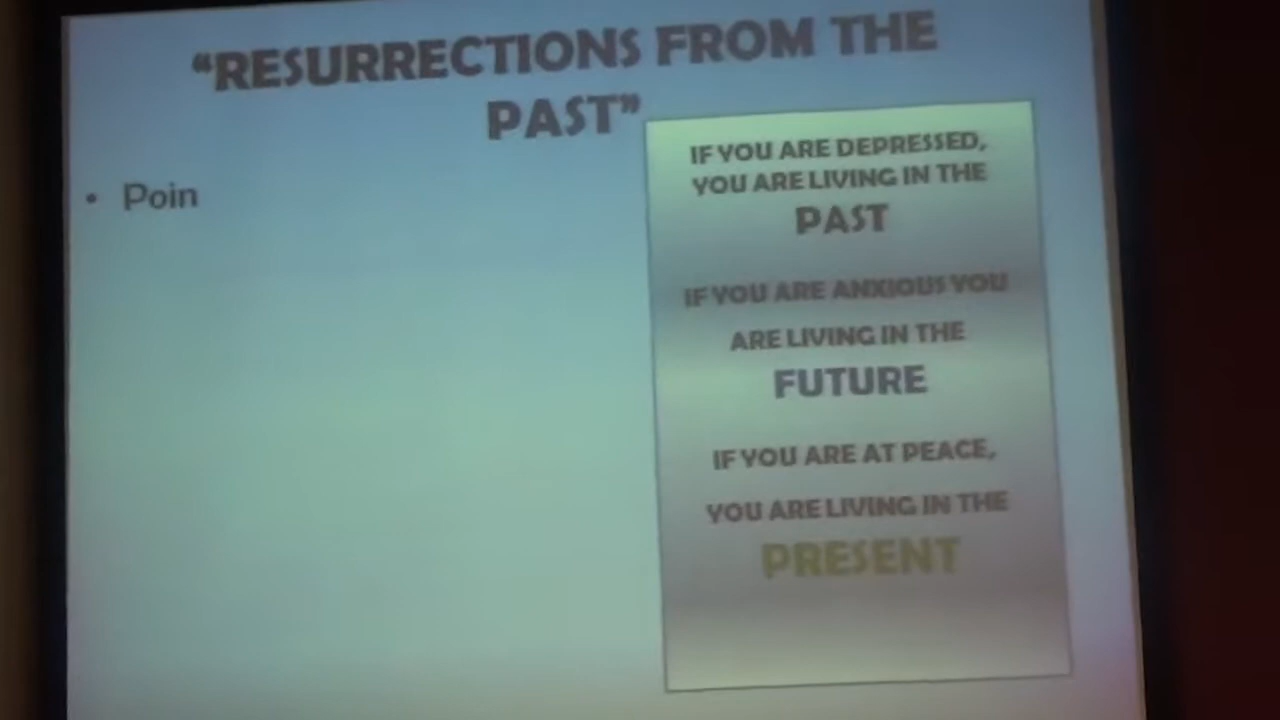 “RESURRECTIONS FROM THE
PAST”
• Poin
IF YOU ARE DEPRESSED,
YOU ARE LIVING IN THE
PAST
IF YOU ARE ANXIOUS YOU
ARE LIVING IN THE
FUTURE
IF YOU ARE AT PEACE,
YOU ARE LIVING IN THE
PRESENT